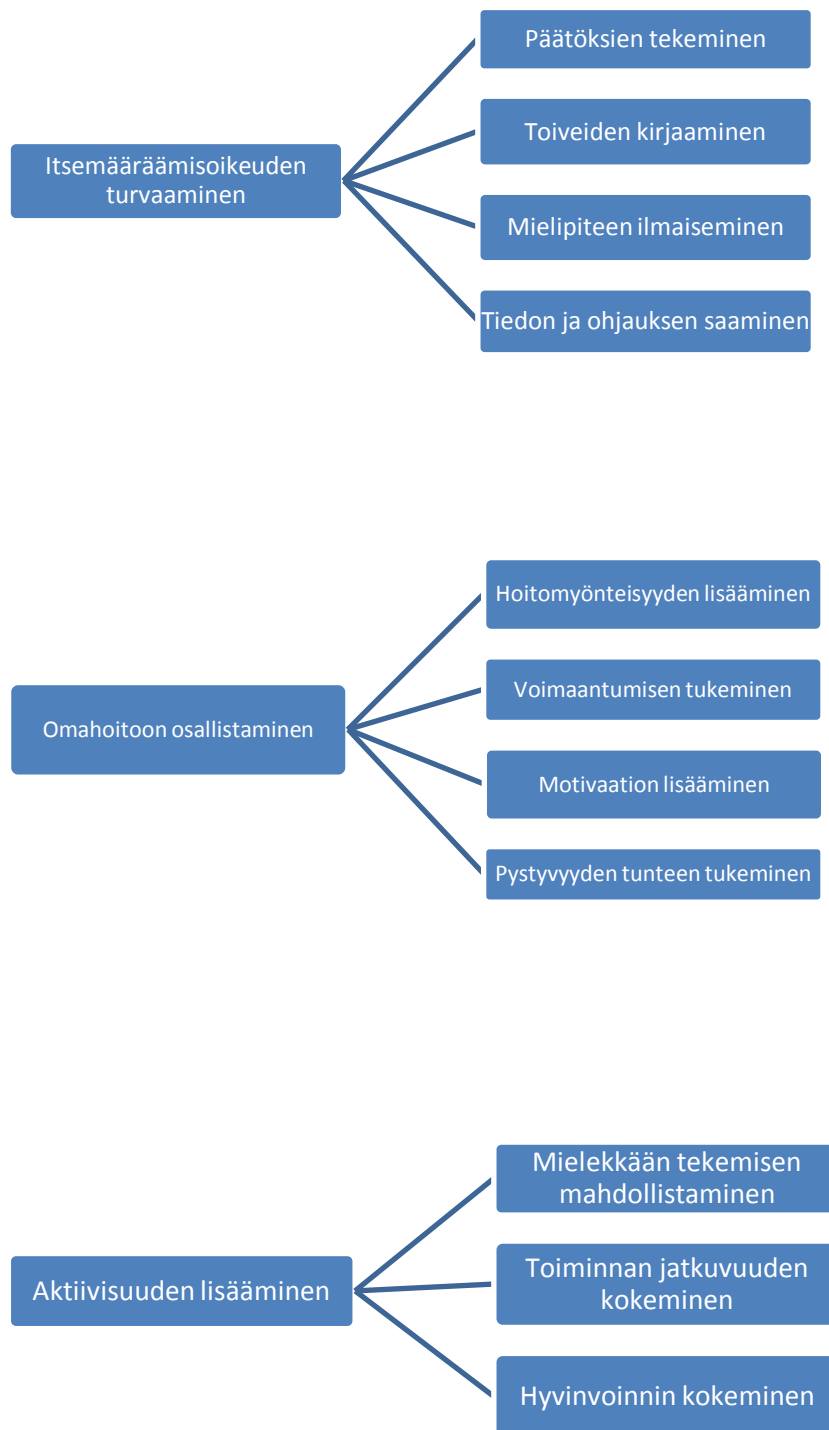 Itsemääräämisoikeuden
turvaaminen
Päätöksien tekeminen
Toiveiden kirjaaminen
Mielipiteen ilmaiseminen
Tiedon ja ohjauksen saaminen
Omahoitoon osallistaminen
Hoitomyönteisyyden lisääminen
Voimaantumisen tukeminen
Motivaation lisääminen
Pystyvyyden tunteen tukeminen
Aktiivisuuden lisääminen
Mielekkään tekemisen
mahdollistaminen
Toiminnan jatkuvuuden
kokeminen
Hyvinvoinnin kokeminen